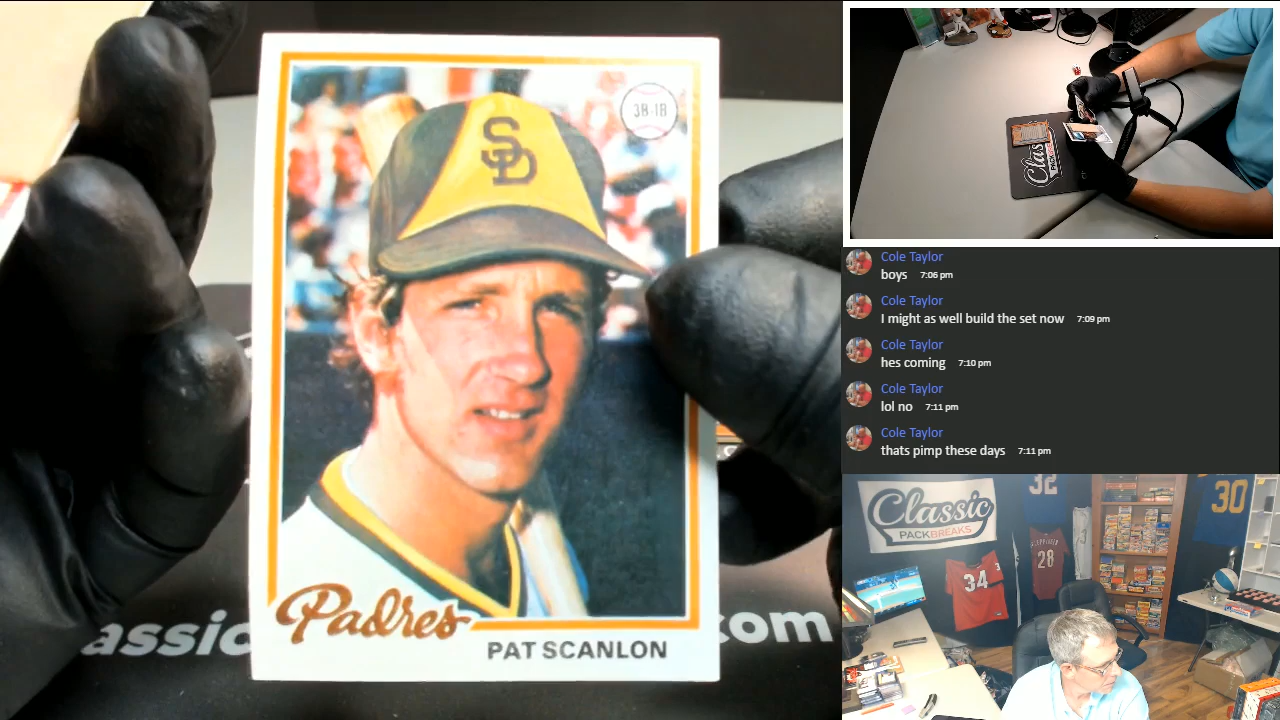 SD
3B-1B
Padres
PAT SCANLON
assic
com
Clas
Cole Taylor
boys 7:06 pm
Cole Taylor
I might as well build the set now 7:09 pm
Cole Taylor
hes coming 7:10 pm
Cole Taylor
lol no 7:11 pm
Cole Taylor
thats pimp these days 7:11 pm
Classic
PACKBREAKS
32
30
34
28